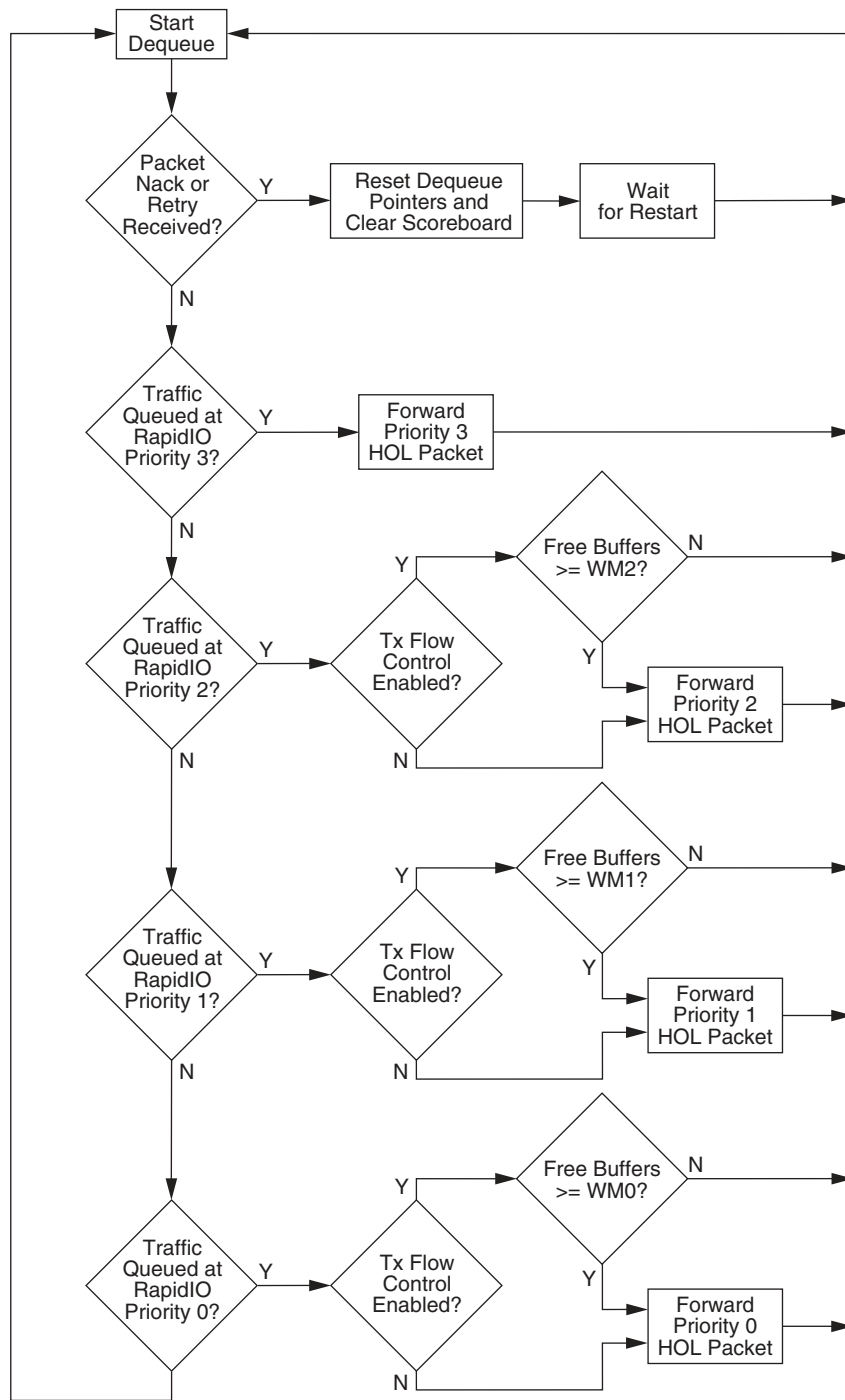 Start
Dequeue
Packet
Nack or
Retry
Received?
Y
Reset Dequeue
Pointers and
Clear Scoreboard
Wait
for Restart
N
Traffic
Queued at
RapidIO
Priority 3?
Y
Forward
Priority 3
HOL Packet
N
Traffic
Queued at
RapidIO
Priority 2?
Y
Tx Flow
Control
Enabled?
Y
Free Buffers
>= WM2?
N
Y
Forward
Priority 2
HOL Packet
N
N
Traffic
Queued at
RapidIO
Priority 1?
Y
Tx Flow
Control
Enabled?
Y
Free Buffers
>= WM1?
N
Y
Forward
Priority 1
HOL Packet
N
N
Traffic
Queued at
RapidIO
Priority 0?
Y
Tx Flow
Control
Enabled?
Y
Free Buffers
>= WM0?
N
Y
Forward
Priority 0
HOL Packet
N